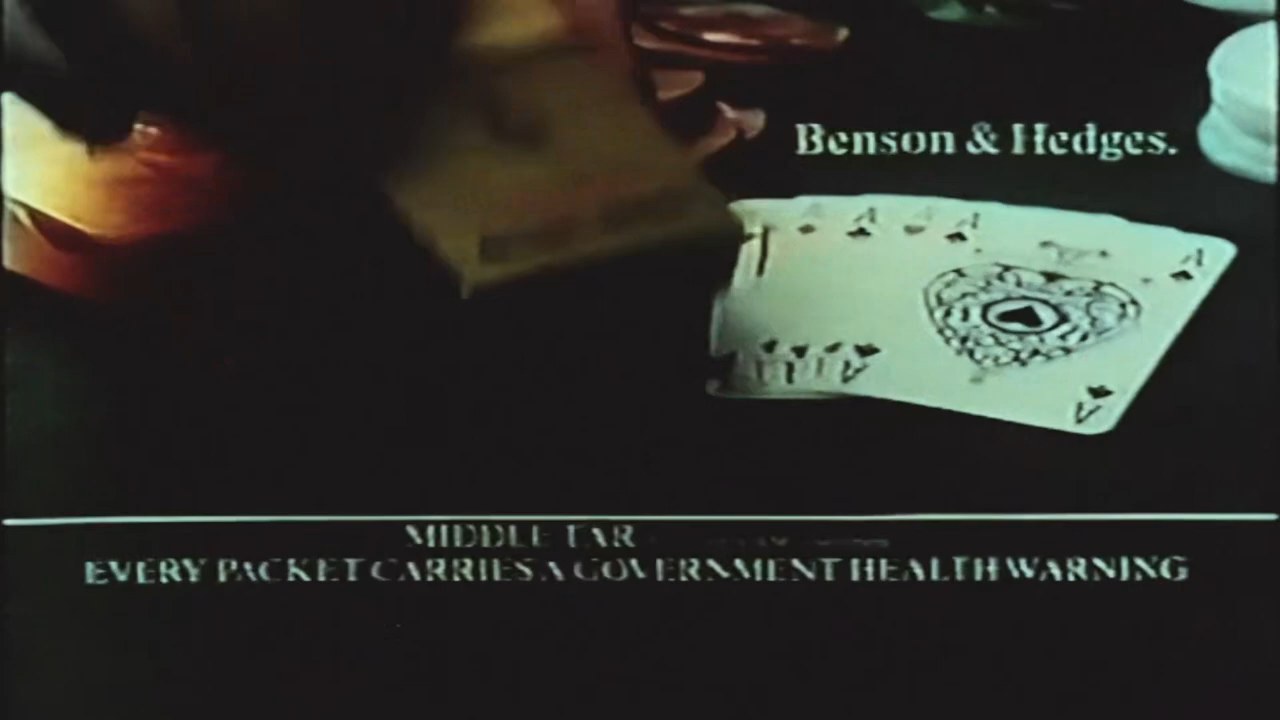 Benson & Hedges.
A A A A A
A
A
MIDDLE TAR
EVERY PACKET CARRIES A GOVERNMENT HEALTH WARNING